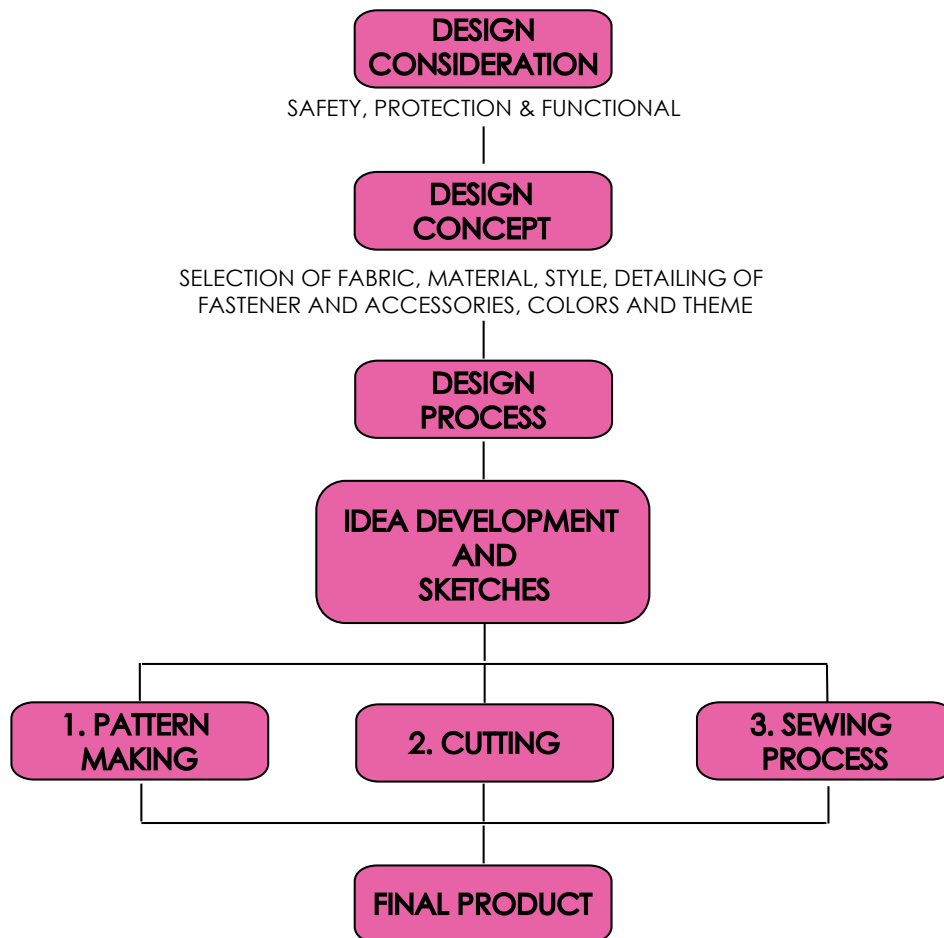 DESIGN
CONSIDERATION
SAFETY, PROTECTION & FUNCTIONAL
DESIGN
CONCEPT
SELECTION OF FABRIC, MATERIAL, STYLE, DETAILING OF
FASTENER AND ACCESSORIES, COLORS AND THEME
DESIGN
PROCESS
IDEA DEVELOPMENT
AND
SKETCHES
1. PATTERN
MAKING
2. CUTTING
3. SEWING
PROCESS
FINAL PRODUCT